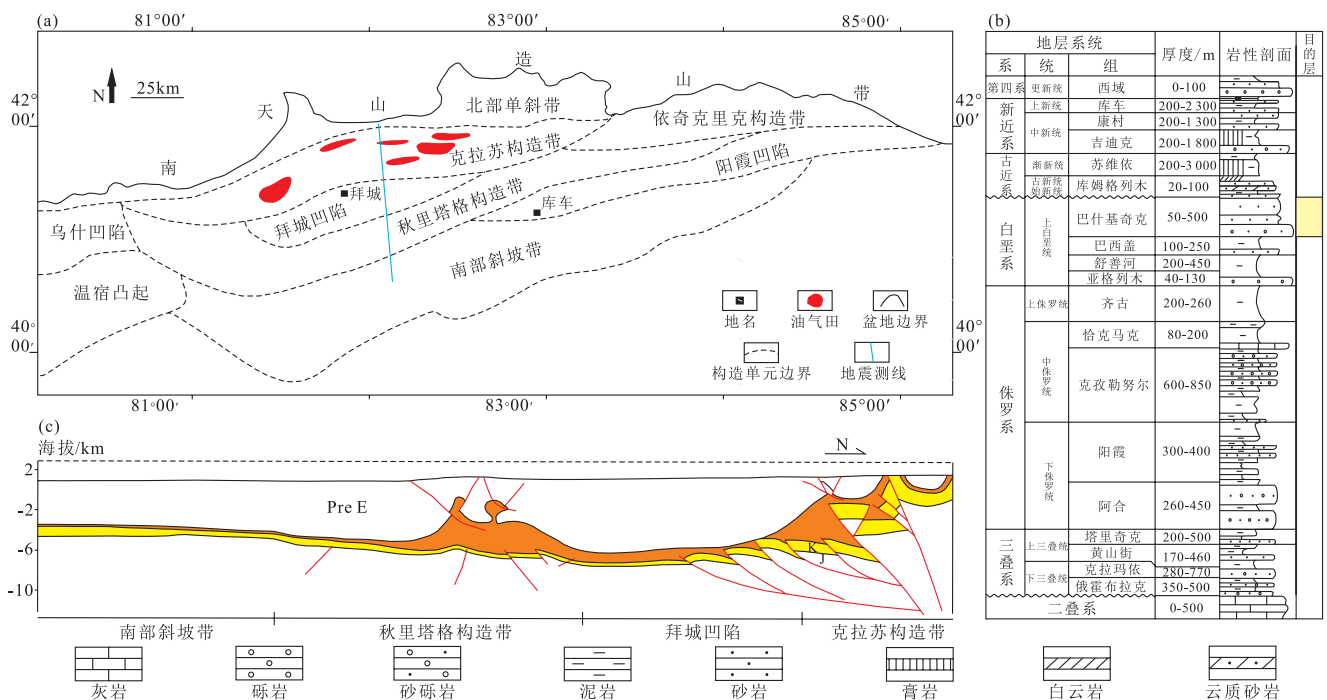 (a)
81°00′
83°00′
85°00′
42°
00′
N
25km
南
天
山
造
山
带
北部单斜带
依奇克里克构造带
克拉苏构造带
阳霞凹陷
拜城
拜城凹陷
秋里塔格构造带
库车
乌什凹陷
温宿凸起
南部斜坡带
42°
00′
40°
00′
40°
00′
地名
油气田
盆地边界
构造单元边界
地震测线
81°00′
83°00′
85°00′
(b)
地层系统
厚度/m
岩性剖面
目的层
系
统
组
第四系
更新统
西域
0-100
新近系
上新统
库车
200-2 300
中新统
康村
200-1 300
吉迪克
200-1 800
古近系
渐新统
苏维依
200-3 000
古新统
始新统
库姆格列木
20-100
白垩系
上白垩统
巴什基奇克
50-500
巴西盖
100-250
舒善河
200-450
亚格列木
40-130
侏罗系
上侏罗统
齐古
200-260
中侏罗统
恰克马克
80-200
克孜勒努尔
600-850
下侏罗统
阳霞
300-400
阿合
260-450
三叠系
上三叠统
塔里奇克
200-500
黄山街
170-460
下三叠统
克拉玛依
280-770
俄霍布拉克
350-500
二叠系
0-500
(c)
海拔/km
N
2
-2
-6
-10
Pre E
K
J
南部斜坡带
秋里塔格构造带
拜城凹陷
克拉苏构造带
灰岩
砾岩
砂砾岩
泥岩
砂岩
膏岩
白云岩
云质砂岩